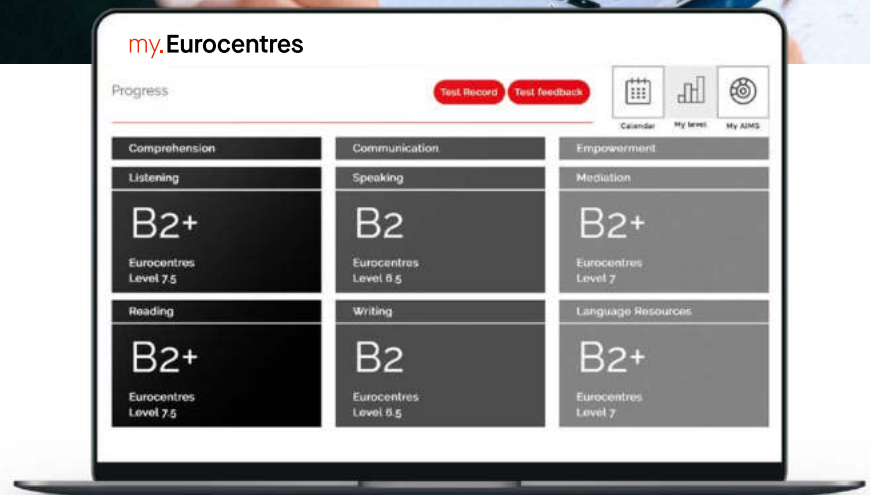 my.Eurocentres
Progress
Test Record
Test feedback
Calendar
My level
My AIMS
Comprehension
Communication
Empowerment
Listening
Speaking
Mediation
B2+
B2
B2+
Eurocentres
Level 7.5
Eurocentres
Level 6.5
Eurocentres
Level 7
Reading
Writing
Language Resources
B2+
B2
B2+
Eurocentres
Level 7.5
Eurocentres
Level 6.5
Eurocentres
Level 7